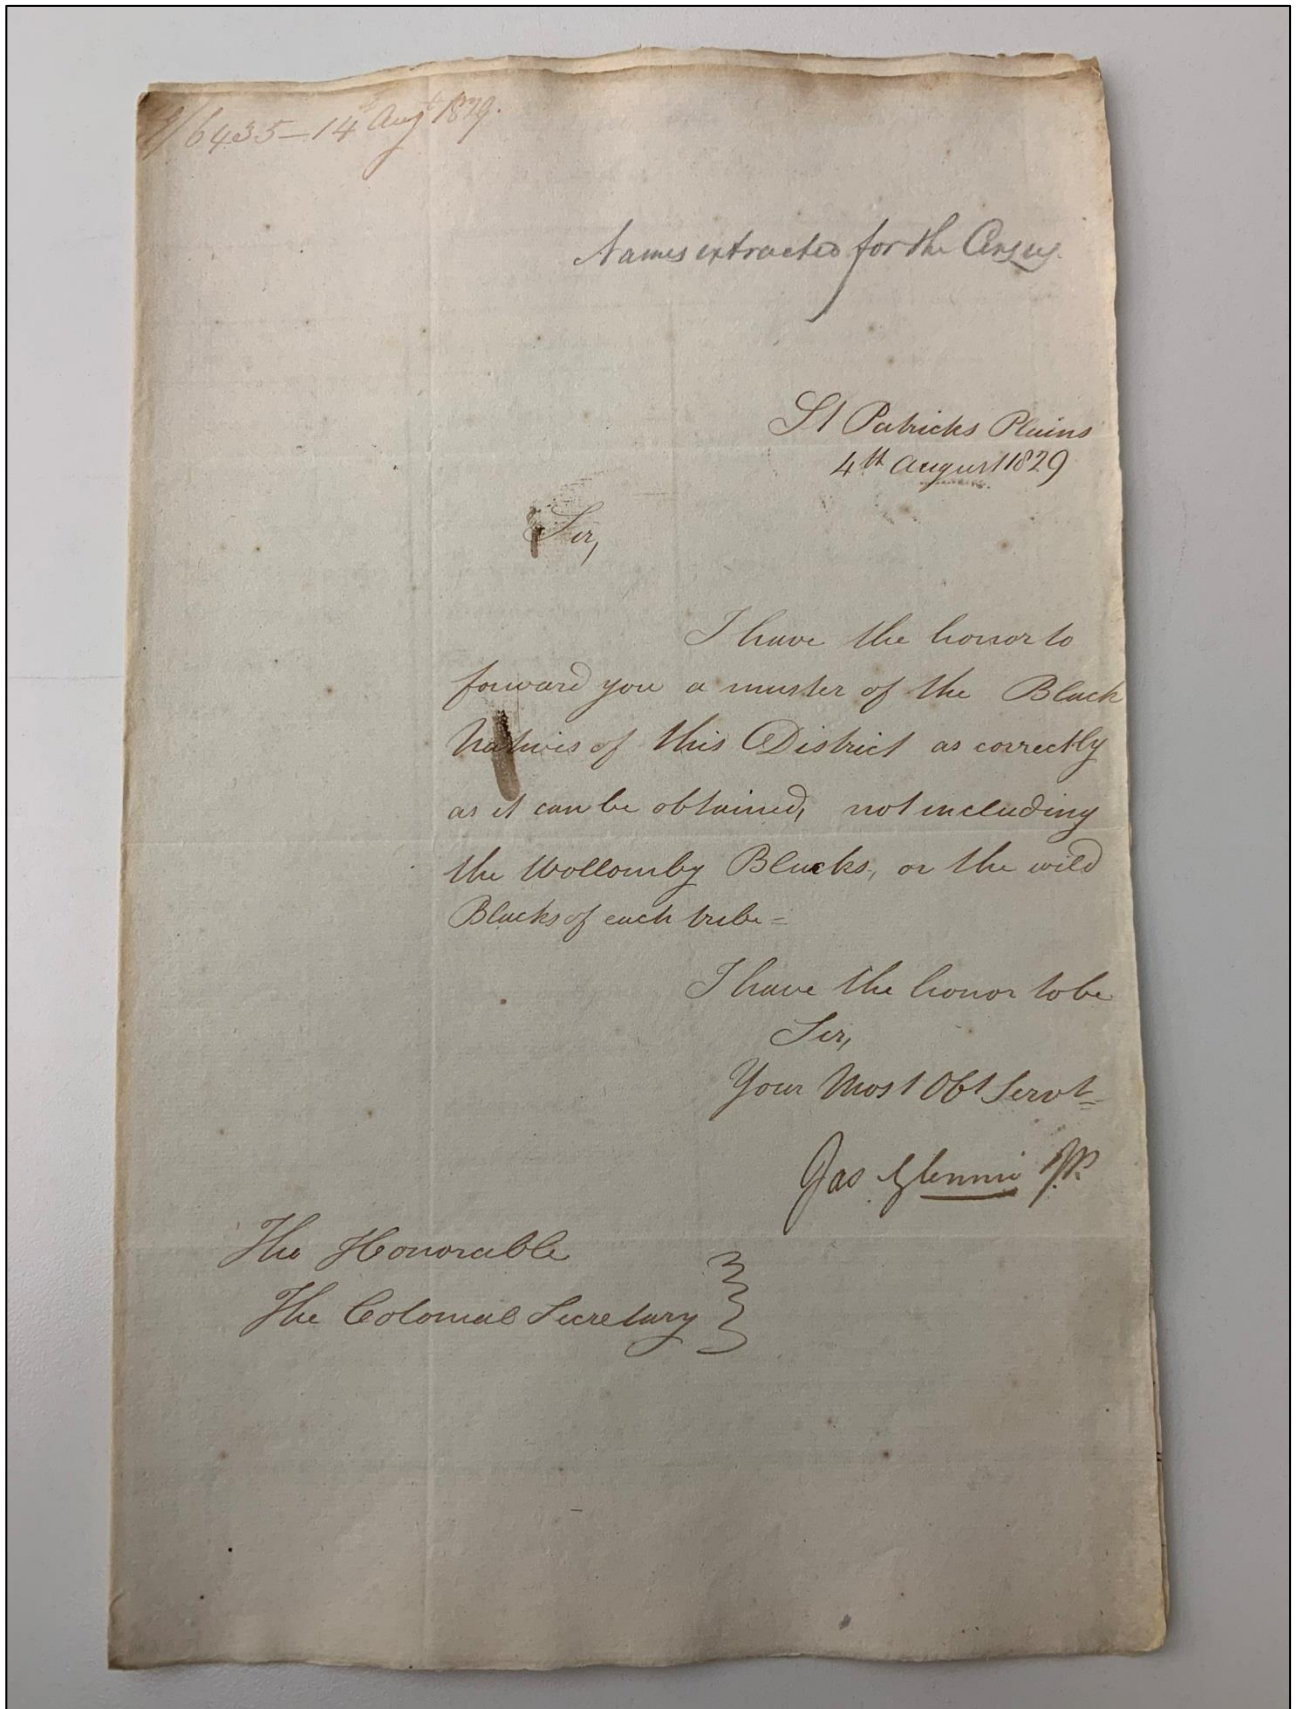 /6435–14th Augt 1829.
Names extracted for the Census.
St Patricks Plains
4th August 1829
Sir,
I have the honor to
forward you a muster of the Black
Natives of this District as correctly
as it can be obtained, not including
the Wollomby Blacks, or the wild
Blacks of each tribe =
I have the honor to be
Sir,
Your Most Obt Servt=
Jas Glennie JP.
The Honorable
The Colonial Secretary